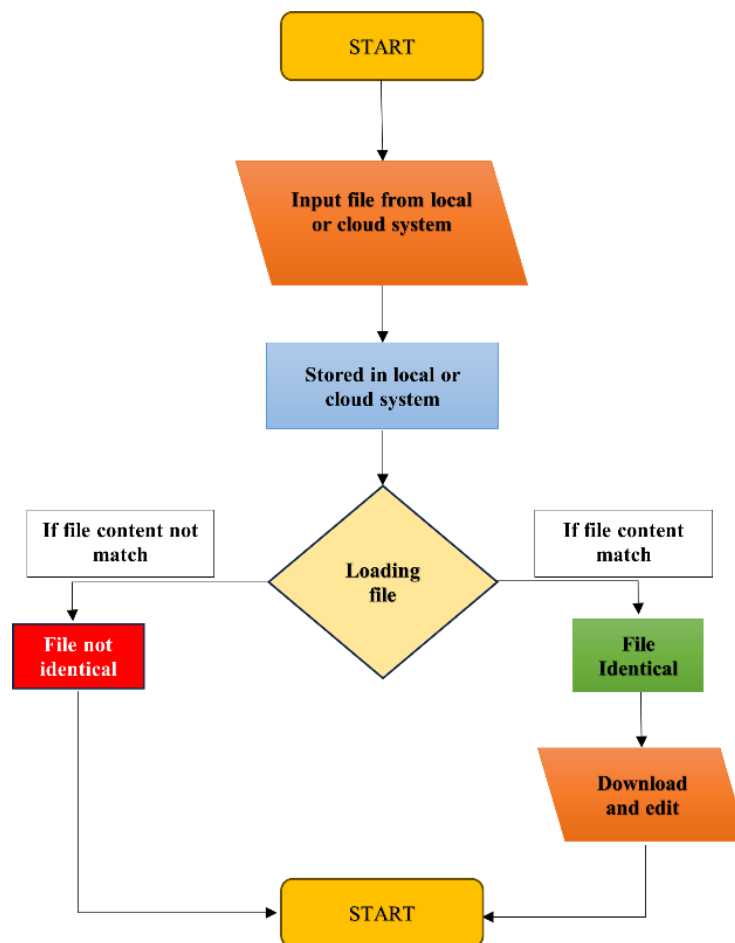 START
Input file from local
or cloud system
Stored in local or
cloud system
If file content not
match
If file content
match
Loading
file
File not
identical
File
Identical
Download
and edit
START